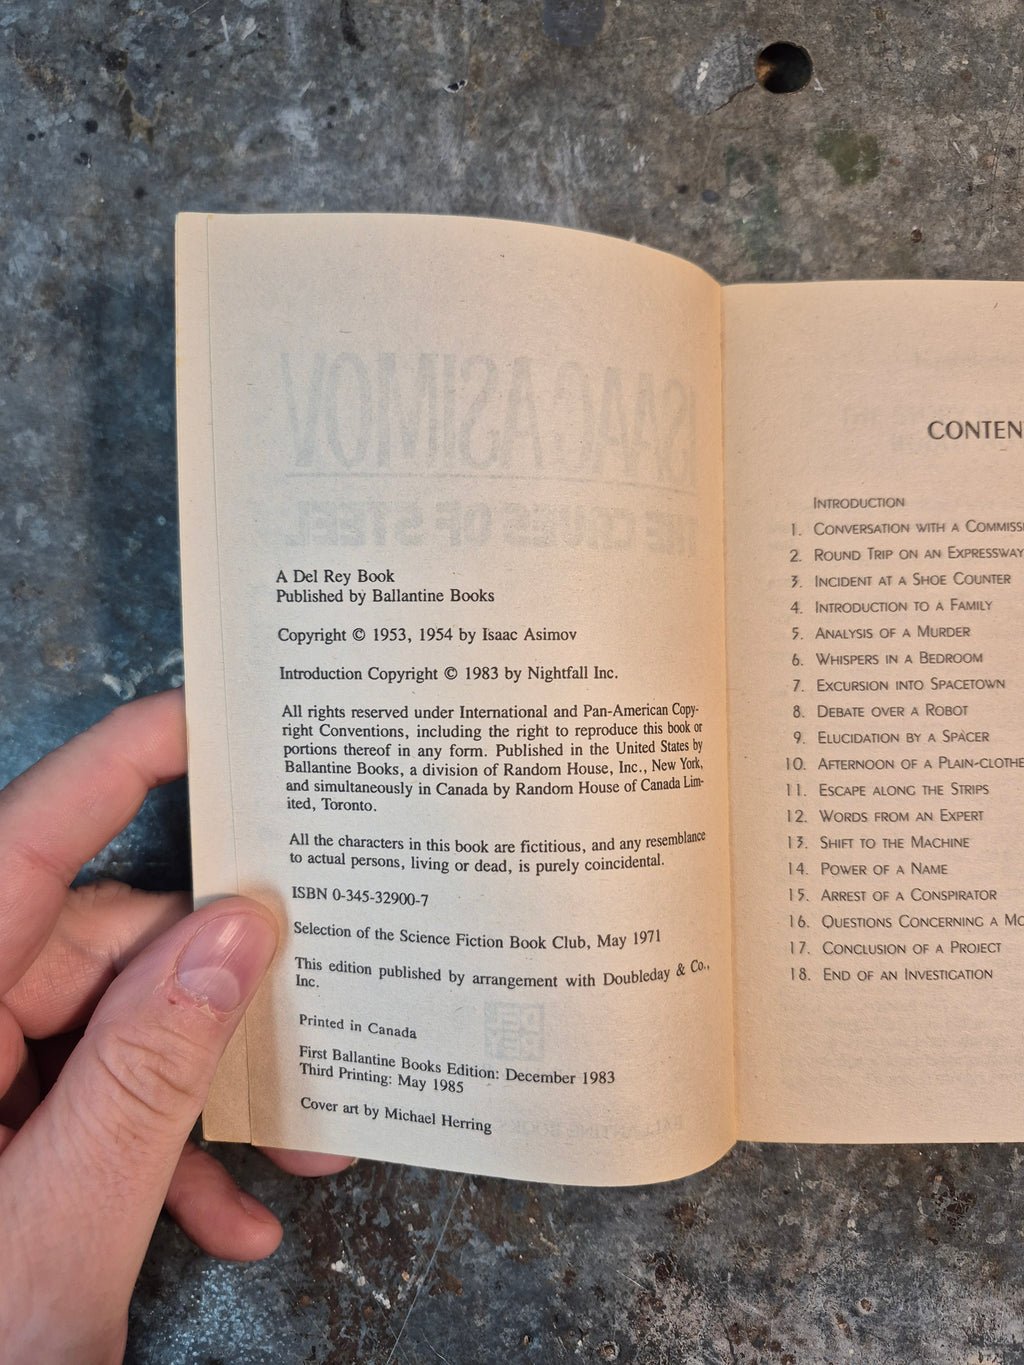 A Del Rey Book
Published by Ballantine Books
Copyright © 1953, 1954 by Isaac Asimov
Introduction Copyright © 1983 by Nightfall Inc.
All rights reserved under International and Pan-American Copy-
right Conventions, including the right to reproduce this book or
portions thereof in any form. Published in the United States by
Ballantine Books, a division of Random House, Inc., New York,
and simultaneously in Canada by Random House of Canada Lim-
ited, Toronto.
All the characters in this book are fictitious, and any resemblance
to actual persons, living or dead, is purely coincidental.
ISBN 0-345-32900-7
Selection of the Science Fiction Book Club, May 1971
This edition published by arrangement with Doubleday & Co.,
Inc.
Printed in Canada
First Ballantine Books Edition: December 1983
Third Printing: May 1985
Cover art by Michael Herring
CONTEN
INTRODUCTION
1. CONVERSATION WITH A COMMISSI
2. ROUND TRIP ON AN EXPRESSWAY
3. INCIDENT AT A SHOE COUNTER
4. INTRODUCTION TO A FAMILY
5. ANALYSIS OF A MURDER
6. WHISPERS IN A BEDROOM
7. EXCURSION INTO SPACETOWN
8. DEBATE OVER A ROBOT
9. ELUCIDATION BY A SPACER
10. AFTERNOON OF A PLAIN-CLOTHE
11. ESCAPE ALONG THE STRIPS
12. WORDS FROM AN EXPERT
13. SHIFT TO THE MACHINE
14. POWER OF A NAME
15. ARREST OF A CONSPIRATOR
16. QUESTIONS CONCERNING A MO
17. CONCLUSION OF A PROJECT
18. END OF AN INVESTIGATION